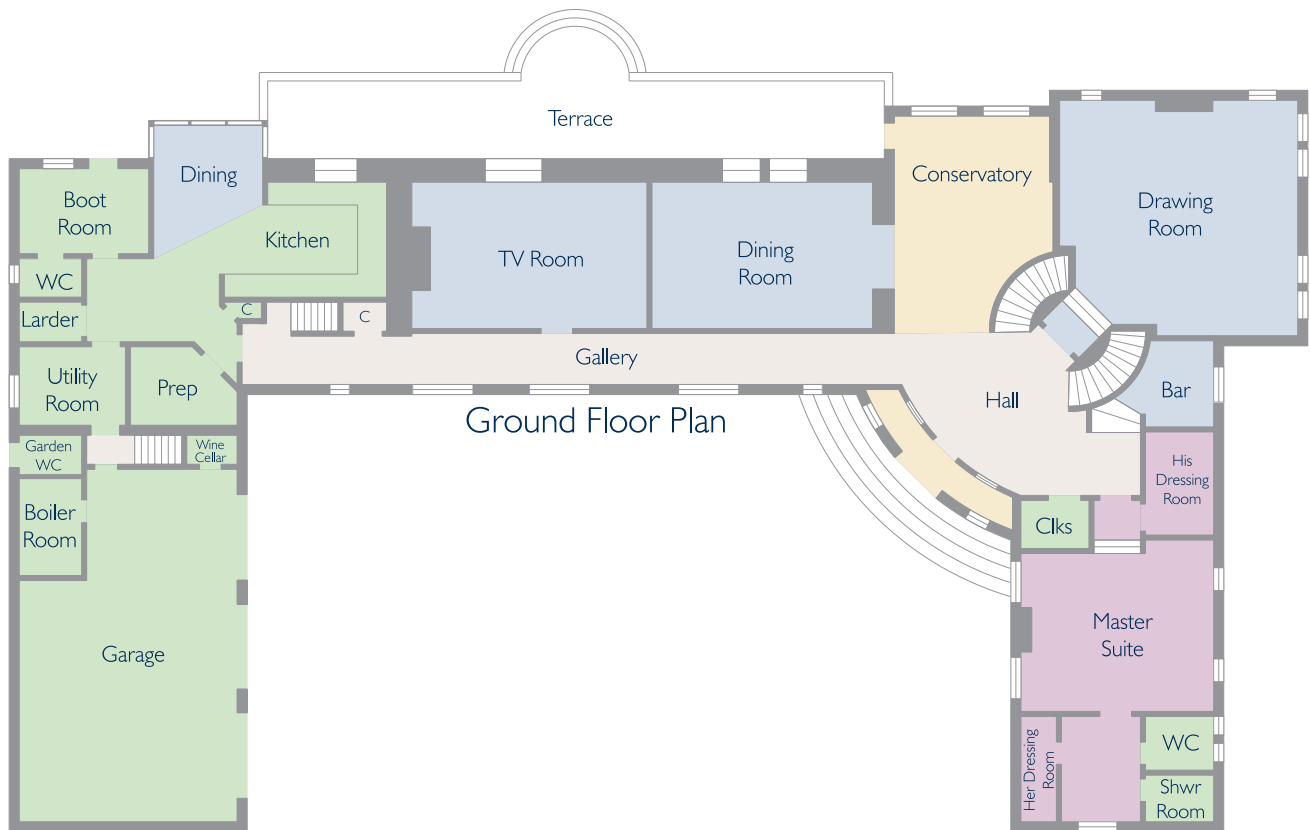 Terrace
Dining
Conservatory
Boot
Room
Drawing
Room
Kitchen
TV Room
Dining
Room
WC
C
C
Larder
Gallery
Utility
Room
Prep
Hall
Bar
Ground Floor Plan
Garden
WC
Wine
Cellar
His
Dressing
Room
Boiler
Room
Clks
Master
Suite
Garage
Her Dressing
Room
WC
Shwr
Room